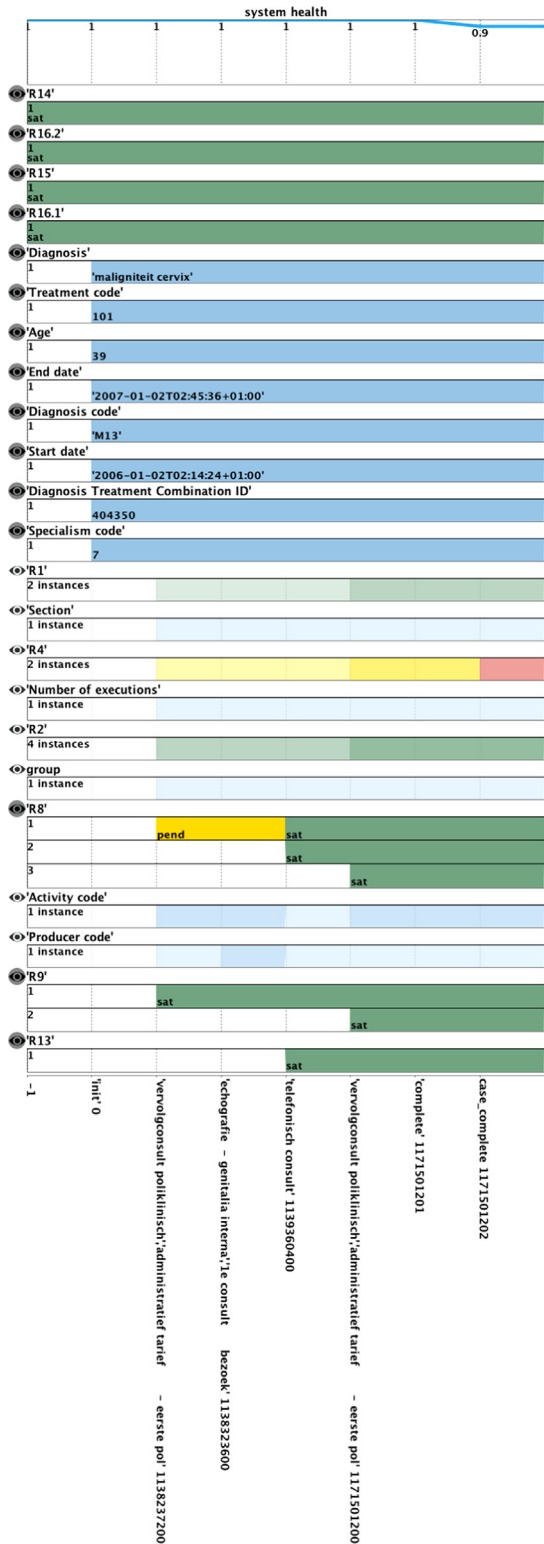 system health
1 1 1 1 1 1 1 0.9
'R14'
1
sat
'R16.2'
1
sat
'R15'
1
sat
'R16.1'
1
sat
'Diagnosis'
1
'maligniteit cervix'
'Treatment code'
1
101
'Age'
1
39
'End date'
1
'2007-01-02T02:45:36+01:00'
'Diagnosis code'
1
'M13'
'Start date'
1
'2006-01-02T02:14:24+01:00'
'Diagnosis Treatment Combination ID'
1
404350
'Specialism code'
1
7
'R1'
2 instances
'Section'
1 instance
'R4'
2 instances
'Number of executions'
1 instance
'R2'
4 instances
group
1 instance
'R8'
1
pend sat
2
sat
3
sat
'Activity code'
1 instance
'Producer code'
1 instance
'R9'
1
sat
2
sat
'R13'
1
sat
-1
'init' 0
'vervolgconsult poliklinisch','administratief tarief - eerste pol' 1138237200
'echografie - genitalia interna','1e consult bezoek' 1138323600
'telefonisch consult' 1139360400
'vervolgconsult poliklinisch','administratief tarief - eerste pol' 1171501200
'complete' 1171501201
case_complete 1171501202